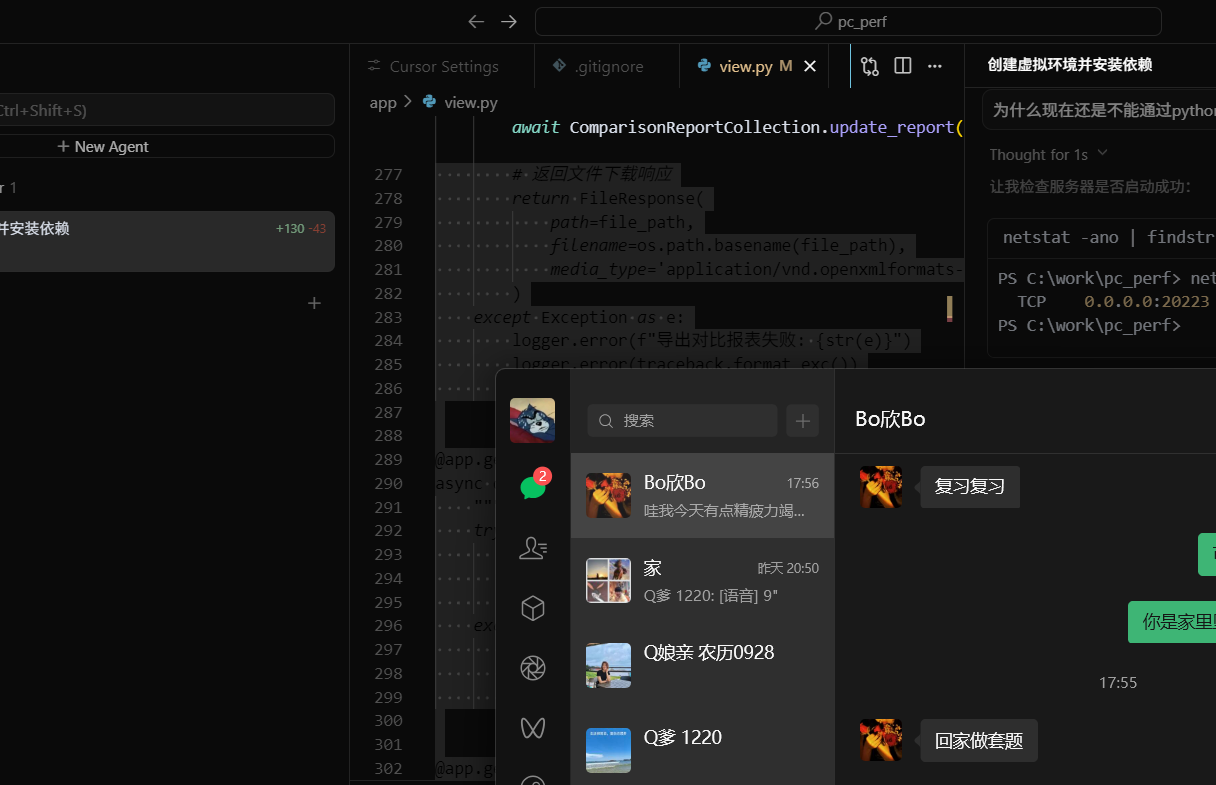 pc_perf
Cursor Settings
.gitignore
view.py M
创建虚拟环境并安装依赖
Ctrl+Shift+S)
New Agent
r 1
并安装依赖
+130 -43
app > view.py
await ComparisonReportCollection.update_report(
277 # 返回文件下载响应
278 return FileResponse(
279 path=file_path,
280 filename=os.path.basename(file_path),
281 media_type='application/vnd.openxmlformats-
282 )
283 except Exception as e:
284 logger.error(f"导出对比报表失败: {str(e)}")
285 logger.error(traceback.format_exc())
286
287
288
289 @app.ge
290 async
291 ""
292 tr
293
294
295
296 exc
297
298
299
300
301
302 @app.ge
为什么现在还是不能通过python
Thought for 1s
让我检查服务器是否启动成功:
netstat -ano | findstr
PS C:\work\pc_perf> net
TCP 0.0.0.0:20223
PS C:\work\pc_perf>
2
搜索
Bo欣Bo 17:56
哇我今天有点精疲力竭...
家 昨天 20:50
Q爹 1220: [语音] 9"
Q娘亲 农历0928
Q爹 1220
Bo欣Bo
复习复习
你是家里
17:55
回家做套题